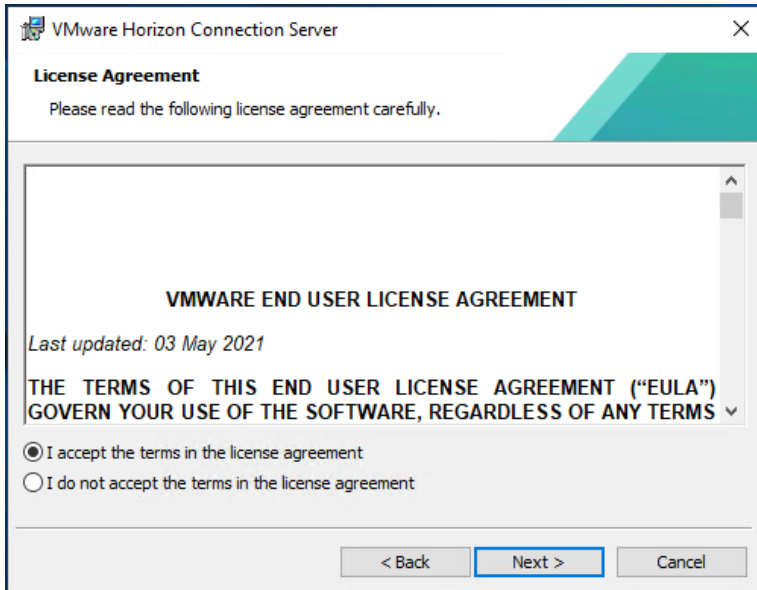 VMware Horizon Connection Server
License Agreement
Please read the following license agreement carefully.
VMWARE END USER LICENSE AGREEMENT
Last updated: 03 May 2021
THE TERMS OF THIS END USER LICENSE AGREEMENT (“EULA”)
GOVERN YOUR USE OF THE SOFTWARE, REGARDLESS OF ANY TERMS
I accept the terms in the license agreement
I do not accept the terms in the license agreement
< Back Next > Cancel